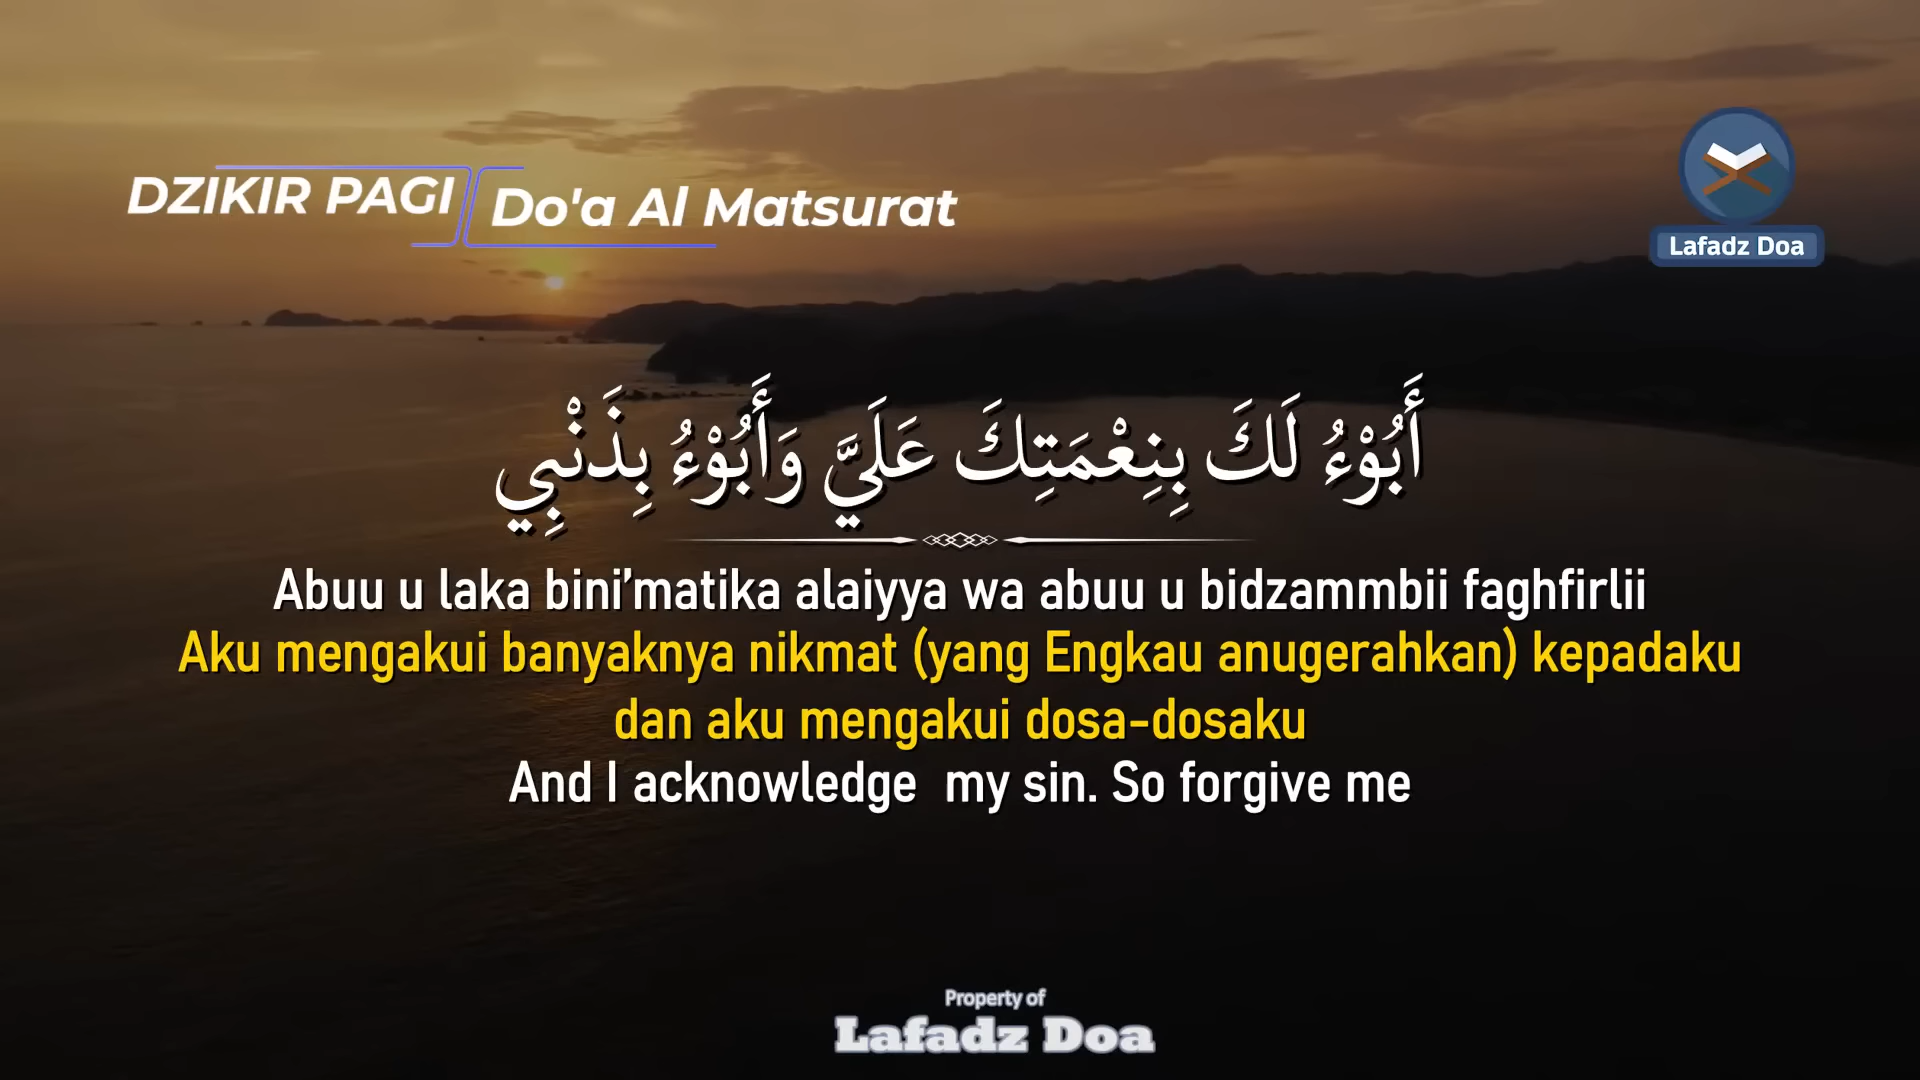 DZIKIR PAGI
Do'a Al Matsurat
Lafadz Doa
أَبُوْءُ لَكَ بِنِعْمَتِكَ عَلَيَّ وَأَبُوْءُ بِذَنْبِي
Abuu u laka bini’matika alaiyya wa abuu u bidzammbii faghfirlii
Aku mengakui banyaknya nikmat (yang Engkau anugerahkan) kepadaku
dan aku mengakui dosa-dosaku
And I acknowledge  my sin. So forgive me
Property of
Lafadz Doa